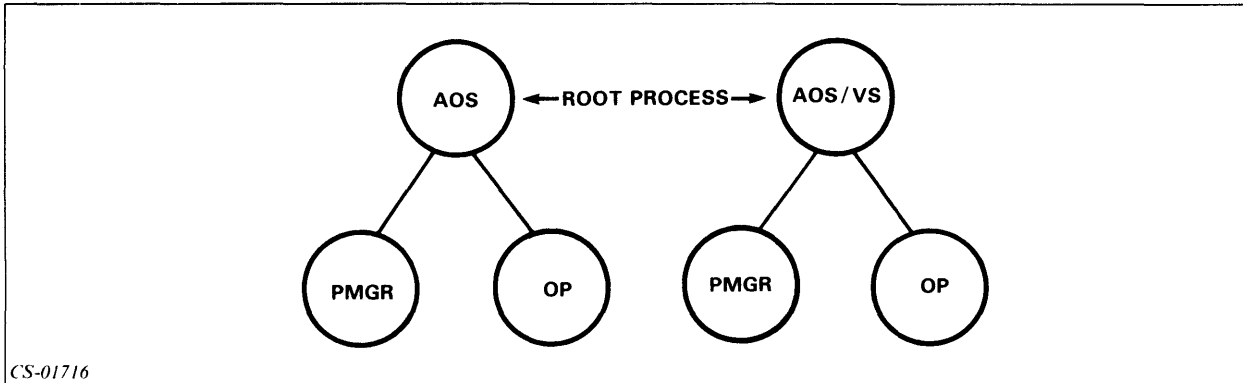 AOS ROOT PROCESS AOS/VS
PMGR OP PMGR OP
CS-01716